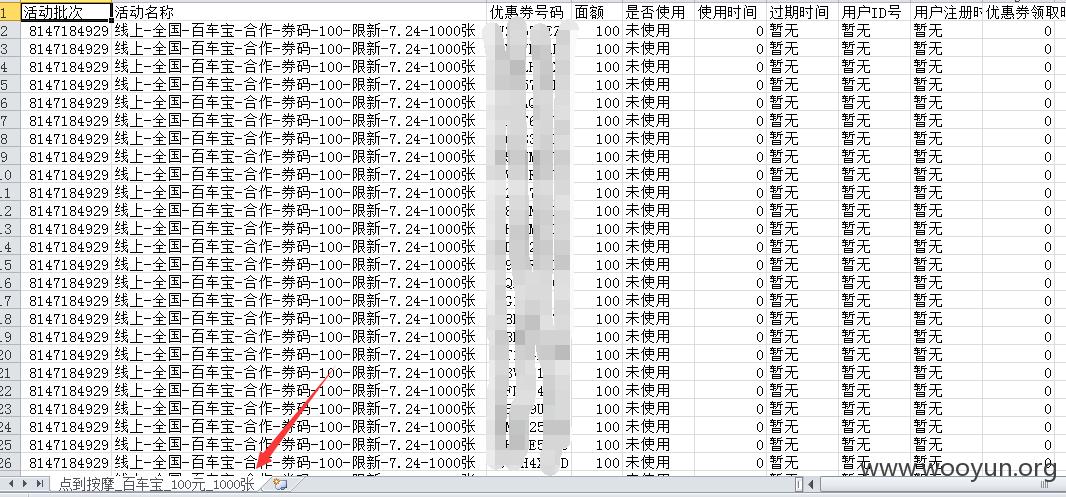 1 活动批次 活动名称 优惠券号码 面额 是否使用 使用时间 过期时间 用户ID号 用户注册时 优惠券领取时
2 8147184929 线上-全国-百车宝-合作-券码-100-限新-7.24-1000张 100 未使用 0 暂无 暂无 暂无 0
3 8147184929 线上-全国-百车宝-合作-券码-100-限新-7.24-1000张 100 未使用 0 暂无 暂无 暂无 0
4 8147184929 线上-全国-百车宝-合作-券码-100-限新-7.24-1000张 100 未使用 0 暂无 暂无 暂无 0
5 8147184929 线上-全国-百车宝-合作-券码-100-限新-7.24-1000张 100 未使用 0 暂无 暂无 暂无 0
6 8147184929 线上-全国-百车宝-合作-券码-100-限新-7.24-1000张 100 未使用 0 暂无 暂无 暂无 0
7 8147184929 线上-全国-百车宝-合作-券码-100-限新-7.24-1000张 100 未使用 0 暂无 暂无 暂无 0
8 8147184929 线上-全国-百车宝-合作-券码-100-限新-7.24-1000张 100 未使用 0 暂无 暂无 暂无 0
9 8147184929 线上-全国-百车宝-合作-券码-100-限新-7.24-1000张 100 未使用 0 暂无 暂无 暂无 0
10 8147184929 线上-全国-百车宝-合作-券码-100-限新-7.24-1000张 100 未使用 0 暂无 暂无 暂无 0
11 8147184929 线上-全国-百车宝-合作-券码-100-限新-7.24-1000张 100 未使用 0 暂无 暂无 暂无 0
12 8147184929 线上-全国-百车宝-合作-券码-100-限新-7.24-1000张 100 未使用 0 暂无 暂无 暂无 0
13 8147184929 线上-全国-百车宝-合作-券码-100-限新-7.24-1000张 100 未使用 0 暂无 暂无 暂无 0
14 8147184929 线上-全国-百车宝-合作-券码-100-限新-7.24-1000张 100 未使用 0 暂无 暂无 暂无 0
15 8147184929 线上-全国-百车宝-合作-券码-100-限新-7.24-1000张 100 未使用 0 暂无 暂无 暂无 0
16 8147184929 线上-全国-百车宝-合作-券码-100-限新-7.24-1000张 100 未使用 0 暂无 暂无 暂无 0
17 8147184929 线上-全国-百车宝-合作-券码-100-限新-7.24-1000张 100 未使用 0 暂无 暂无 暂无 0
18 8147184929 线上-全国-百车宝-合作-券码-100-限新-7.24-1000张 100 未使用 0 暂无 暂无 暂无 0
19 8147184929 线上-全国-百车宝-合作-券码-100-限新-7.24-1000张 100 未使用 0 暂无 暂无 暂无 0
20 8147184929 线上-全国-百车宝-合作-券码-100-限新-7.24-1000张 100 未使用 0 暂无 暂无 暂无 0
21 8147184929 线上-全国-百车宝-合作-券码-100-限新-7.24-1000张 100 未使用 0 暂无 暂无 暂无 0
22 8147184929 线上-全国-百车宝-合作-券码-100-限新-7.24-1000张 100 未使用 0 暂无 暂无 暂无 0
23 8147184929 线上-全国-百车宝-合作-券码-100-限新-7.24-1000张 100 未使用 0 暂无 暂无 暂无 0
24 8147184929 线上-全国-百车宝-合作-券码-100-限新-7.24-1000张 100 未使用 0 暂无 暂无 暂无 0
25 8147184929 线上-全国-百车宝-合作-券码-100-限新-7.24-1000张 100 未使用 0 暂无 暂无 暂无 0
26 8147184929 线上-全国-百车宝-合作-券码-100-限新-7.24-1000张 100 未使用 0 暂无 暂无 暂无 0
点到按摩_百车宝_100元_1000张
www.wooyun.org